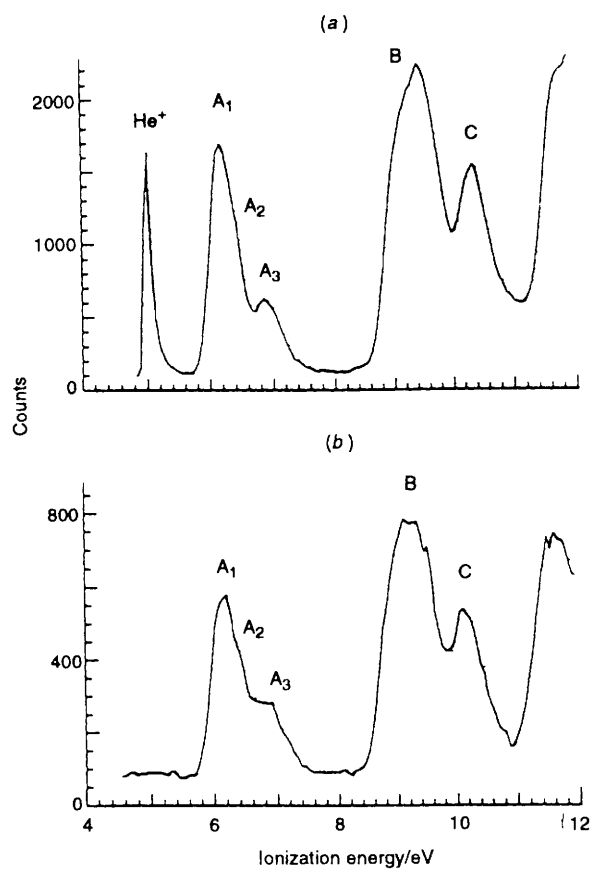 (a)
B
2000
A1
He+
C
A2
1000
A3
0
Counts
(b)
B
800
A1
C
A2
A3
400
0
4 6 8 10 12
Ionization energy/eV